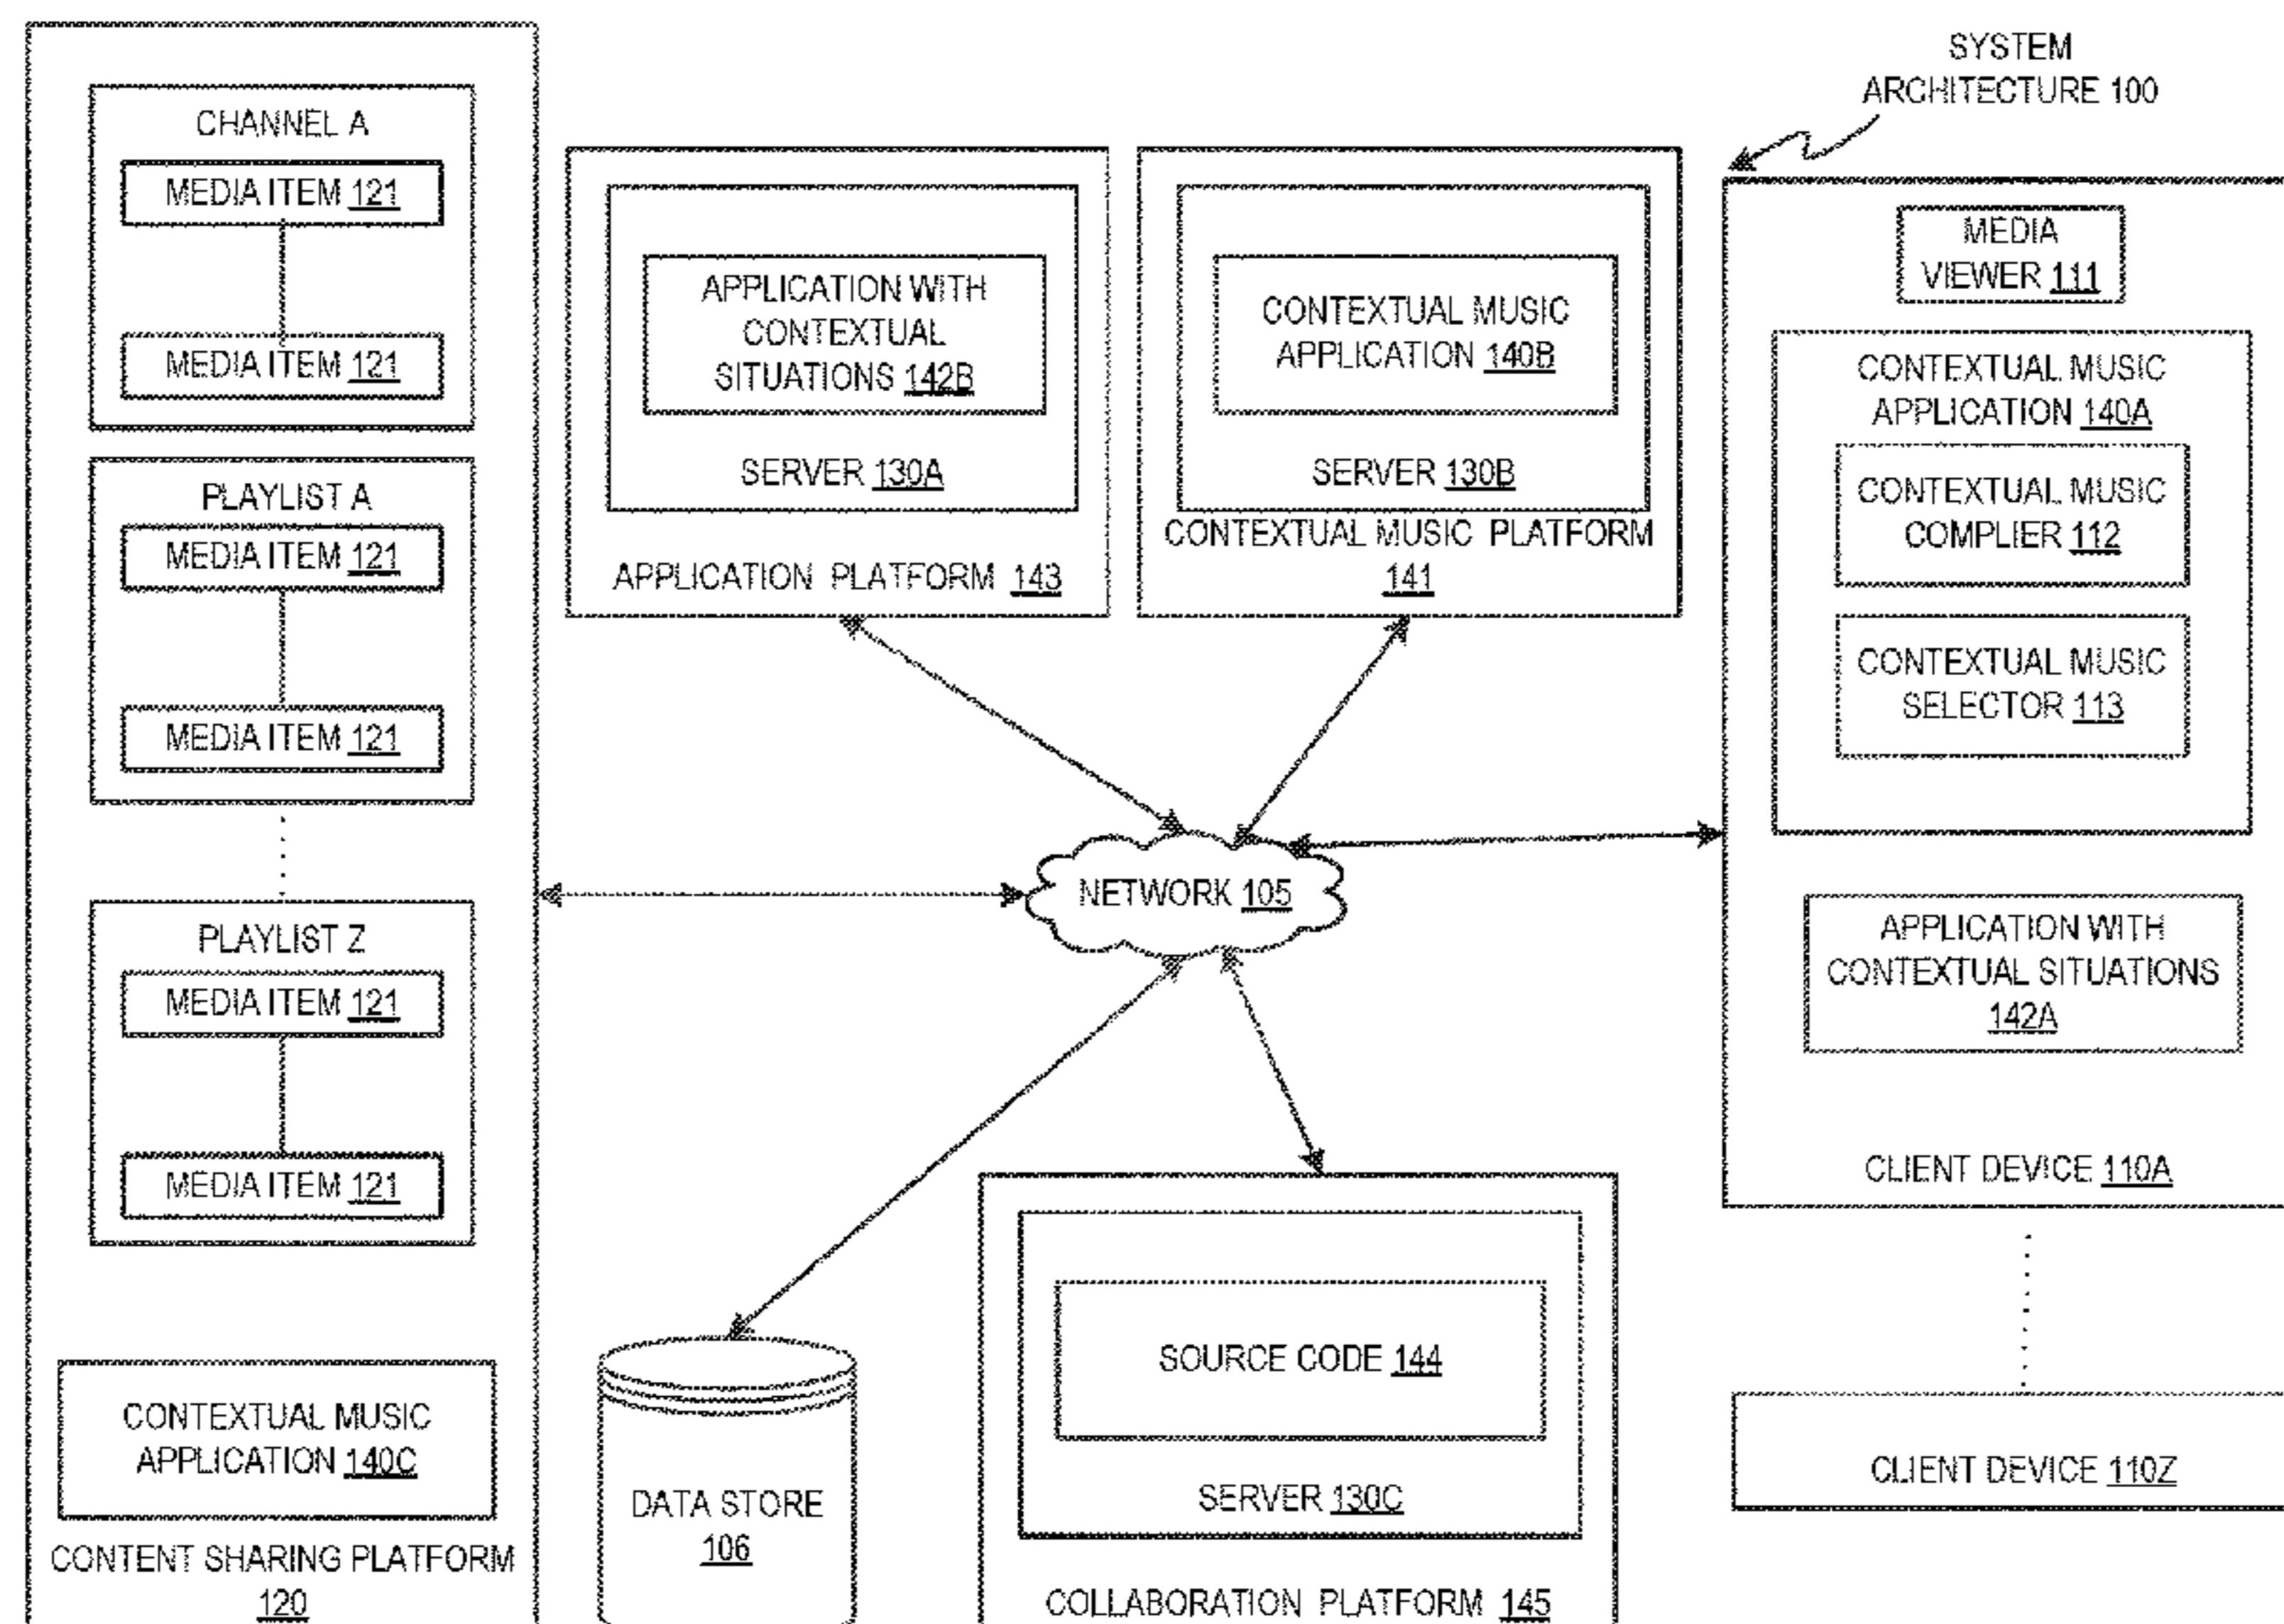 SYSTEM
ARCHITECTURE 100
CHANNEL A
MEDIA ITEM 121
MEDIA ITEM 121
PLAYLIST A
MEDIA ITEM 121
MEDIA ITEM 121
PLAYLIST Z
MEDIA ITEM 121
MEDIA ITEM 121
CONTEXTUAL MUSIC
APPLICATION 140C
CONTENT SHARING PLATFORM
120
APPLICATION WITH
CONTEXTUAL
SITUATIONS 142B
SERVER 130A
APPLICATION PLATFORM 143
CONTEXTUAL MUSIC
APPLICATION 140B
SERVER 130B
CONTEXTUAL MUSIC PLATFORM
141
MEDIA
VIEWER 111
CONTEXTUAL MUSIC
APPLICATION 140A
CONTEXTUAL MUSIC
COMPLIER 112
CONTEXTUAL MUSIC
SELECTOR 113
APPLICATION WITH
CONTEXTUAL SITUATIONS
142A
CLIENT DEVICE 110A
CLIENT DEVICE 110Z
NETWORK 105
DATA STORE
106
SOURCE CODE 144
SERVER 130C
COLLABORATION PLATFORM 145